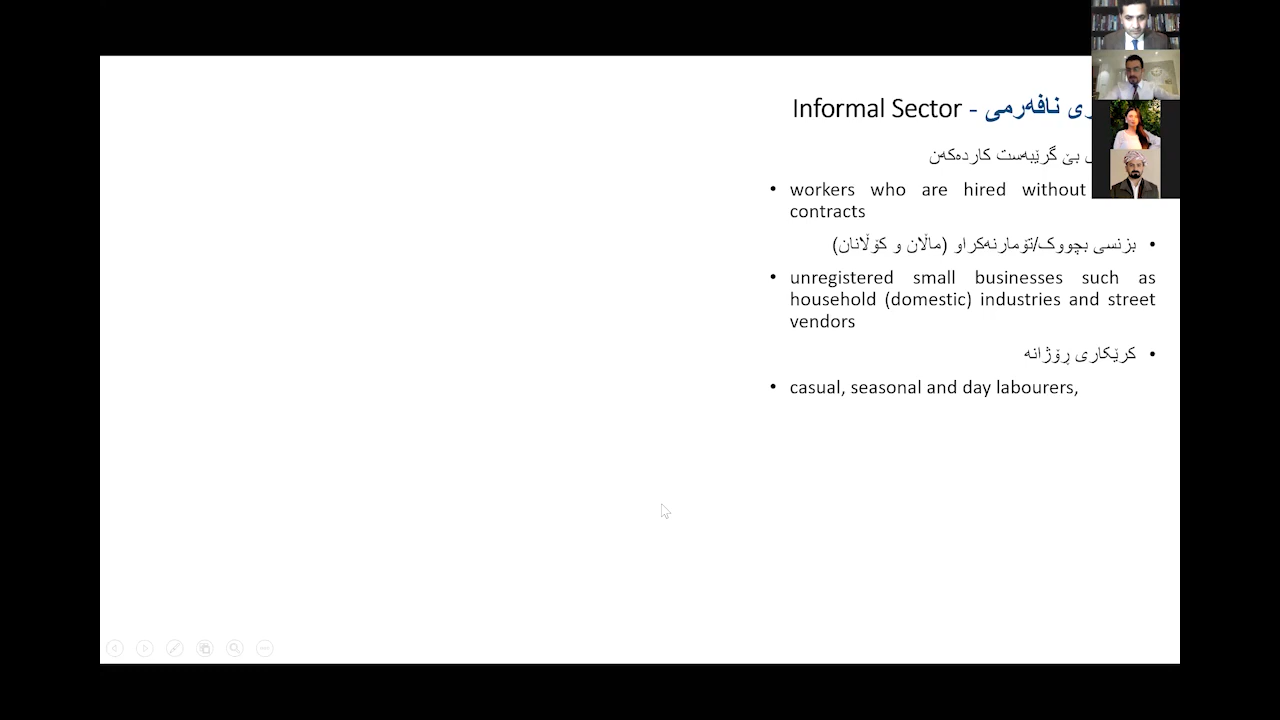 نافەرمی - Informal Sector
بێ گرێبەست کاردەکەن
• workers who are hired without
contracts
• بزنسی بچووک/تۆمارنەکراو (ماڵان و کۆڵانان)
• unregistered small businesses such as
household (domestic) industries and street
vendors
• کرێکاری ڕۆژانە
• casual, seasonal and day labourers,